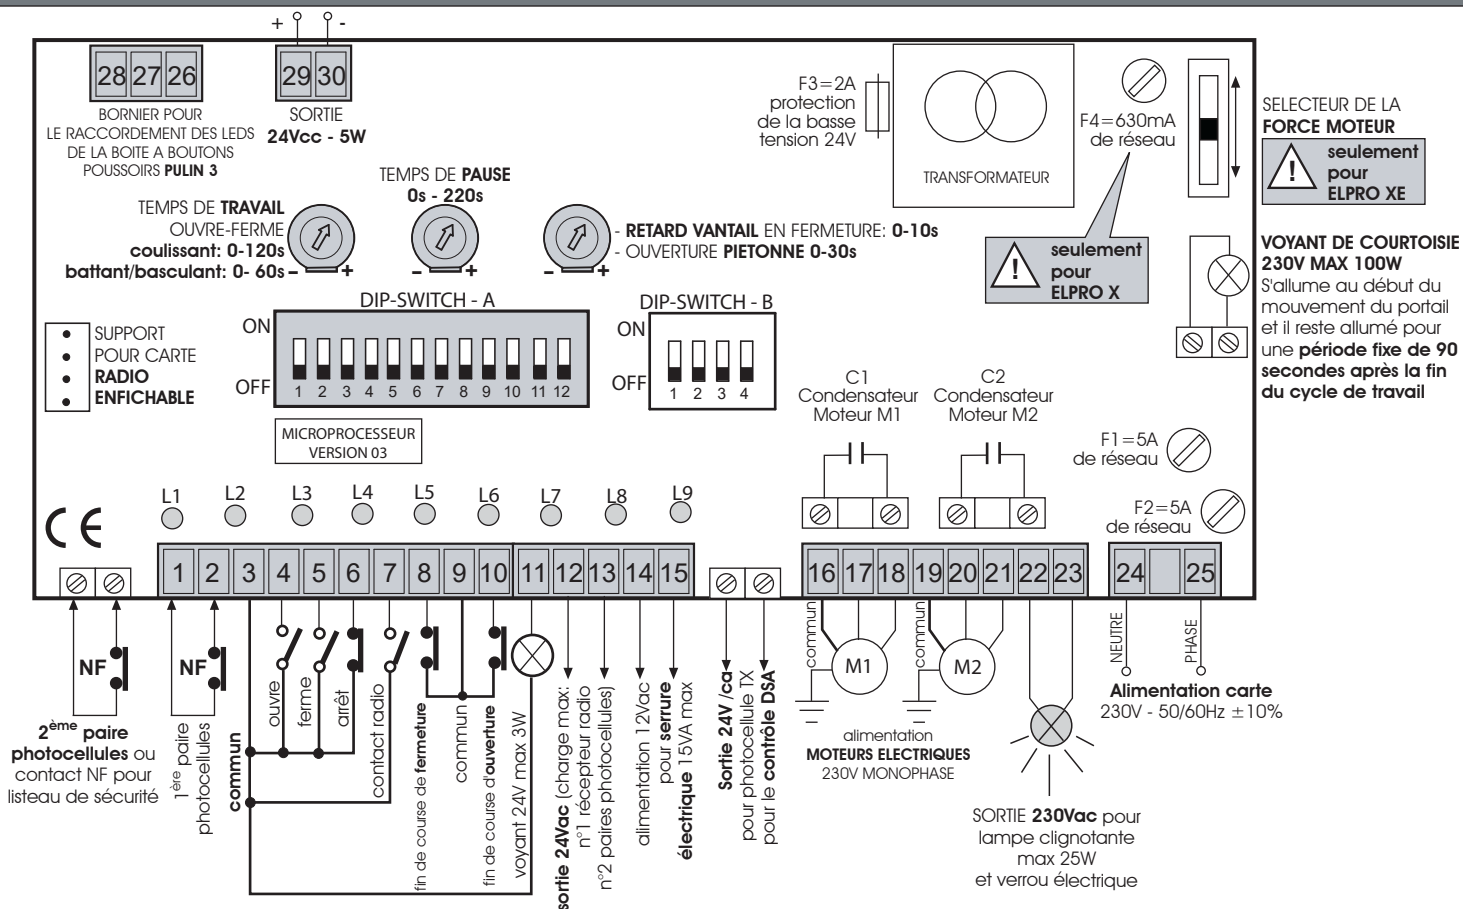 + -
28 27 26
BORNIER POUR
LE RACCORDEMENT DES LEDS
DE LA BOITE A BOUTONS
POUSSOIRS PULIN 3
29 30
SORTIE
24Vcc - 5W
F3=2A
protection
de la basse
tension 24V
TRANSFORMATEUR
F4=630mA
de réseau
SELECTEUR DE LA
FORCE MOTEUR
! seulement
pour
ELPRO XE
TEMPS DE TRAVAIL
OUVRE-FERME
coulissant: 0-120s
battant/basculant: 0- 60s
- +
TEMPS DE PAUSE
0s - 220s
- +
- RETARD VANTAIL EN FERMETURE: 0-10s
- OUVERTURE PIETONNE 0-30s
- +
! seulement
pour
ELPRO X
VOYANT DE COURTOISIE
230V MAX 100W
S'allume au début du
mouvement du portail
et il reste allumé pour
une période fixe de 90
secondes après la fin
du cycle de travail
SUPPORT
POUR CARTE
RADIO
ENFICHABLE
DIP-SWITCH - A
ON
OFF
1 2 3 4 5 6 7 8 9 10 11 12
DIP-SWITCH - B
ON
OFF
1 2 3 4
MICROPROCESSEUR
VERSION 03
C1
Condensateur
Moteur M1
C2
Condensateur
Moteur M2
F1=5A
de réseau
F2=5A
de réseau
CE
L1 L2 L3 L4 L5 L6 L7 L8 L9
1 2 3 4 5 6 7 8 9 10 11 12 13 14 15
16 17 18 19 20 21 22 23
24 25
NF
2ème paire
photocellules ou
contact NF pour
listeau de sécurité
NF
1ère paire
photocellules
commun
ouvre
ferme
arrêt
contact radio
fin de course de fermeture
commun
fin de course d'ouverture
voyant 24V max 3W
sortie 24Vac (charge max:
n°1 récepteur radio
n°2 paires photocellules)
alimentation 12Vac
pour serrure
électrique 15VA max
Sortie 24V /ca
pour photocellule TX
pour le contrôle DSA
commun
M1
commun
M2
alimentation
MOTEURS ELECTRIQUES
230V MONOPHASE
SORTIE 230Vac pour
lampe clignotante
max 25W
et verrou électrique
NEUTRE
PHASE
Alimentation carte
230V - 50/60Hz ±10%